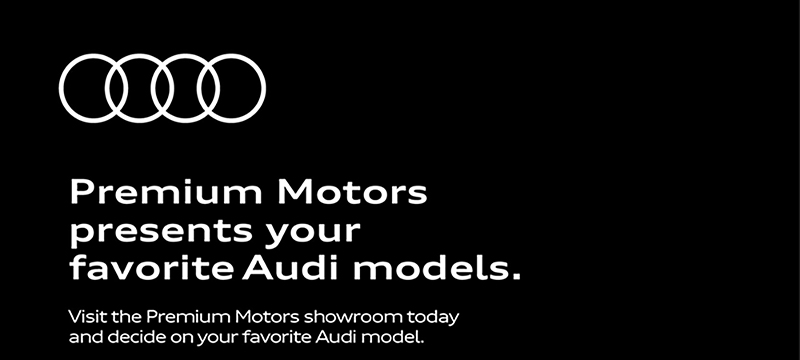 Premium Motors
presents your
favorite Audi models.
Visit the Premium Motors showroom today
and decide on your favorite Audi model.